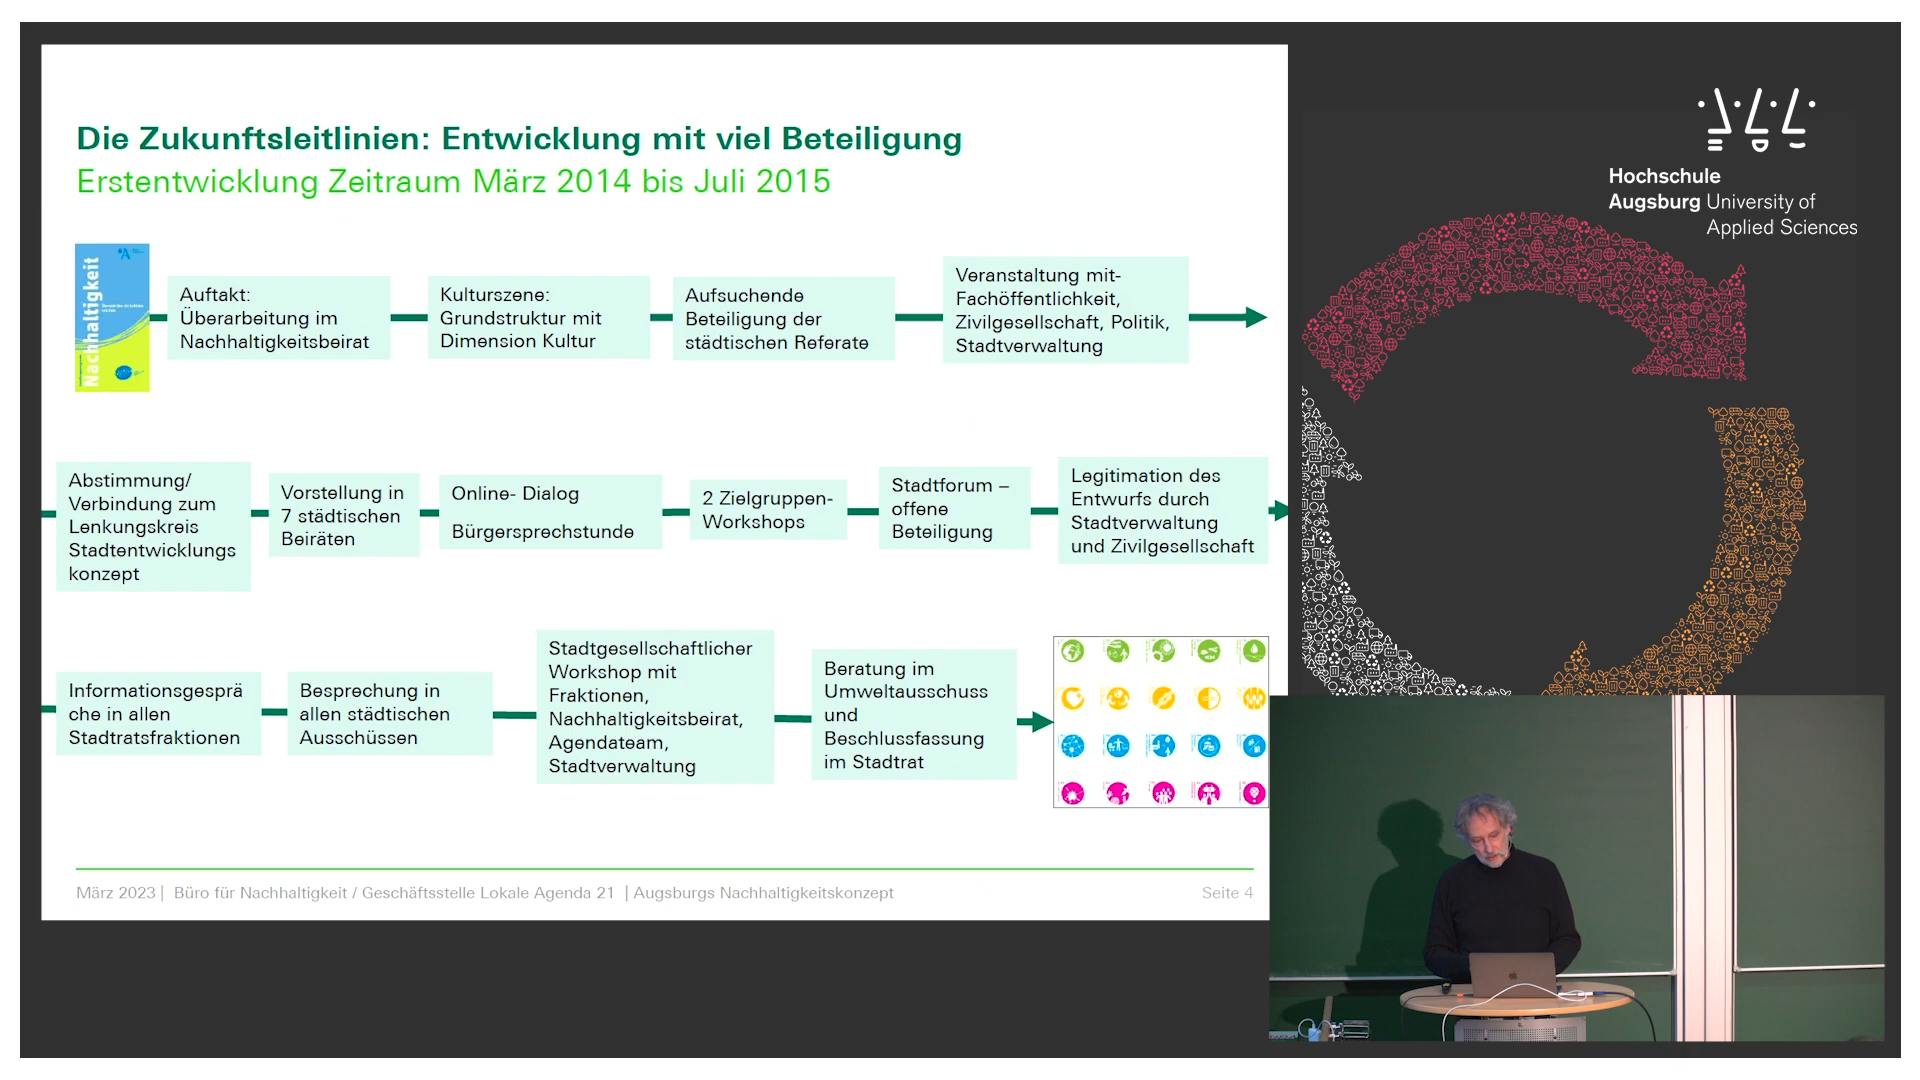 Die Zukunftsleitlinien: Entwicklung mit viel Beteiligung
Erstentwicklung Zeitraum März 2014 bis Juli 2015
Nachhaltigkeit
Auftakt:
Überarbeitung im
Nachhaltigkeitsbeirat
Kulturszene:
Grundstruktur mit
Dimension Kultur
Aufsuchende
Beteiligung der
städtischen Referate
Veranstaltung mit-
Fachöffentlichkeit,
Zivilgesellschaft, Politik,
Stadtverwaltung
Abstimmung/
Verbindung zum
Lenkungskreis
Stadtentwicklungs
konzept
Vorstellung in
7 städtischen
Beiräten
Online- Dialog
Bürgersprechstunde
2 Zielgruppen-
Workshops
Stadtforum –
offene
Beteiligung
Legitimation des
Entwurfs durch
Stadtverwaltung
und Zivilgesellschaft
Informationsgesprä
che in allen
Stadtratsfraktionen
Besprechung in
allen städtischen
Ausschüssen
Stadtgesellschaftlicher
Workshop mit
Fraktionen,
Nachhaltigkeitsbeirat,
Agendateam,
Stadtverwaltung
Beratung im
Umweltausschuss
und
Beschlussfassung
im Stadtrat
März 2023 | Büro für Nachhaltigkeit / Geschäftsstelle Lokale Agenda 21 | Augsburgs Nachhaltigkeitskonzept
Seite 4
Hochschule
Augsburg University of
Applied Sciences